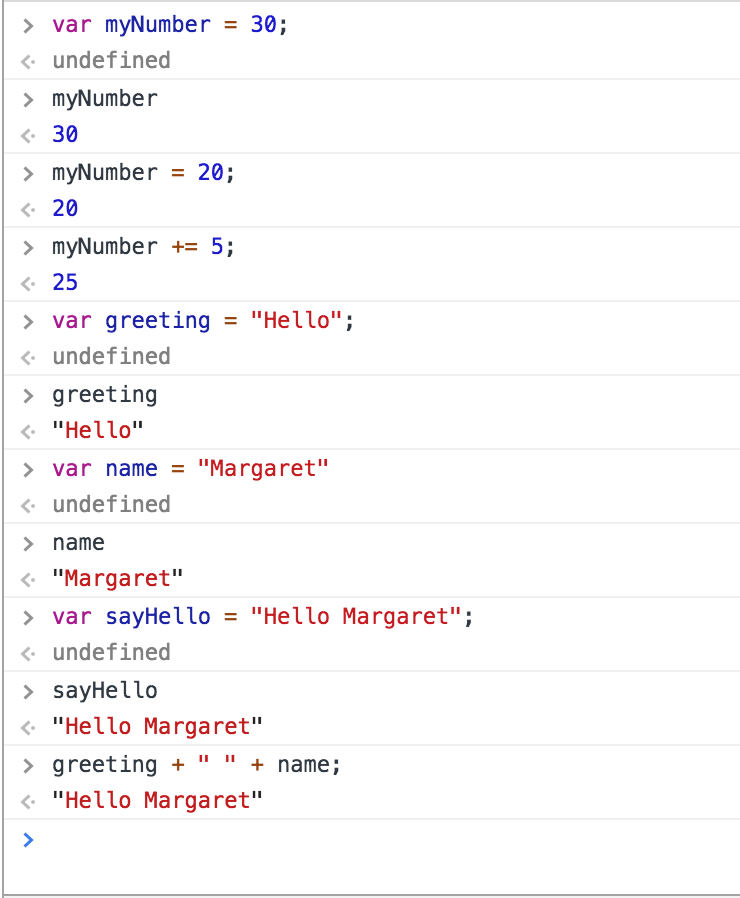 > var myNumber = 30;
<· undefined
> myNumber
<· 30
> myNumber = 20;
<· 20
> myNumber += 5;
<· 25
> var greeting = "Hello";
<· undefined
> greeting
<· "Hello"
> var name = "Margaret"
<· undefined
> name
<· "Margaret"
> var sayHello = "Hello Margaret";
<· undefined
> sayHello
<· "Hello Margaret"
> greeting + " " + name;
<· "Hello Margaret"
>